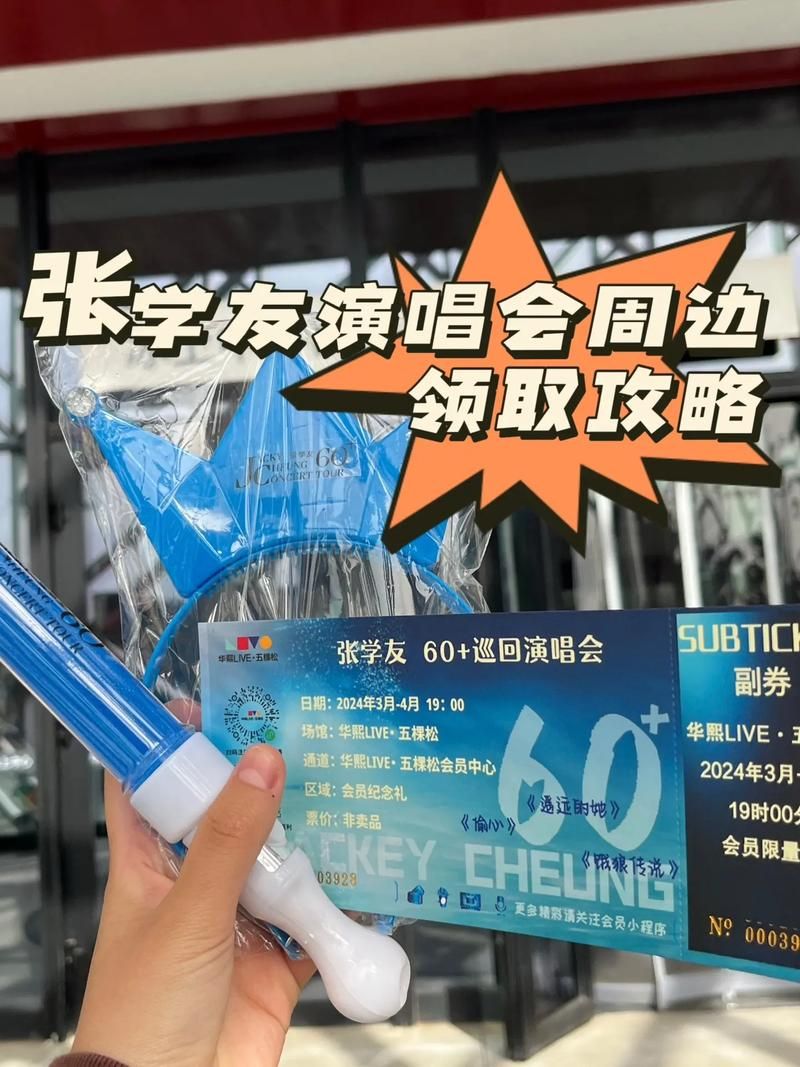 张学友演唱会周边
领取攻略
CONCERT TOUR
60
CONCERT TOUR
60
华熙LIVE·五棵松
张学友 60+巡回演唱会
日期：2024年3月-4月 19：00
场馆：华熙LIVE·五棵松
通道：华熙LIVE·五棵松会员中心
区域：会员纪念礼
票价：非卖品
60+
《遥远的她》
《偷心》
《饿狼传说》
CKEY CHEUNG
03928
更多精彩请关注会员小程序
SUBTICK
副券
华熙LIVE·五
2024年3月-
19时00分
会员限量
Nº 00039